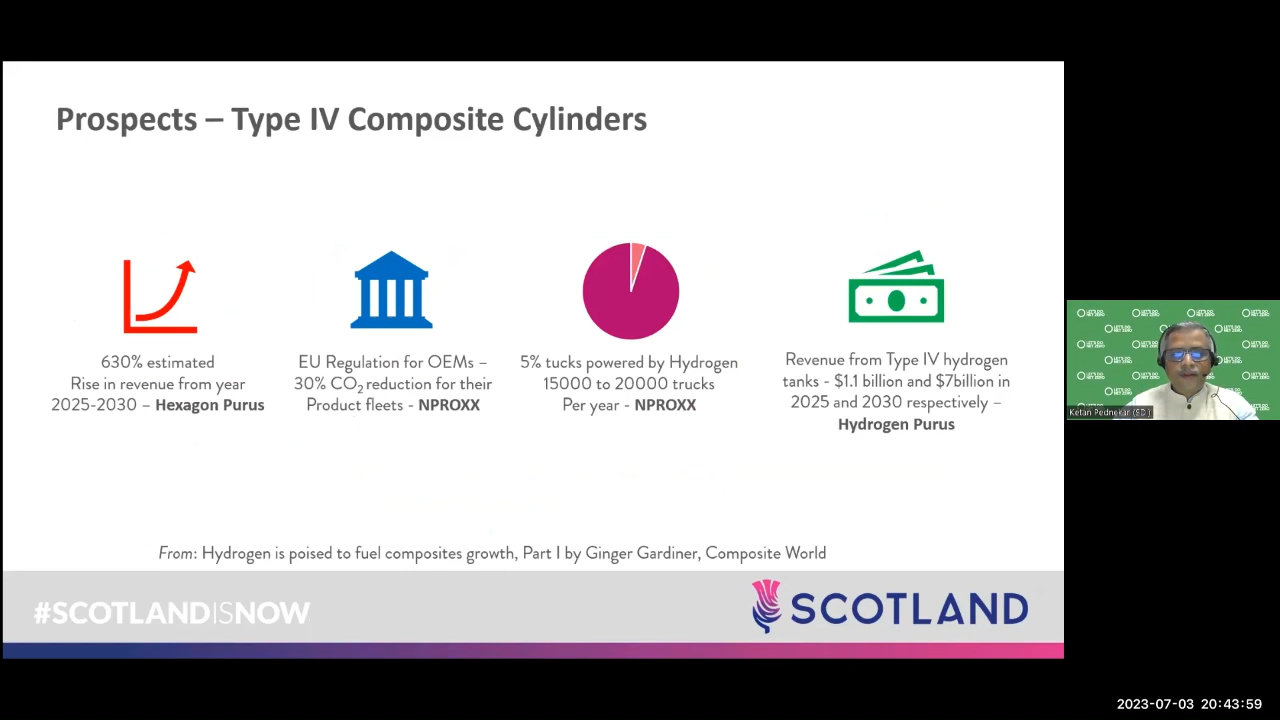 Prospects – Type IV Composite Cylinders
630% estimated
Rise in revenue from year
2025-2030 – Hexagon Purus
EU Regulation for OEMs –
30% CO₂ reduction for their
Product fleets - NPROXX
5% tucks powered by Hydrogen
15000 to 20000 trucks
Per year - NPROXX
Revenue from Type IV hydrogen
tanks - $1.1 billion and $7billion in
2025 and 2030 respectively –
Hydrogen Purus
From: Hydrogen is poised to fuel composites growth, Part I by Ginger Gardiner, Composite World
#SCOTLANDISNOW
SCOTLAND
Ketan Pednekar (SDI)
2023-07-03 20:43:59